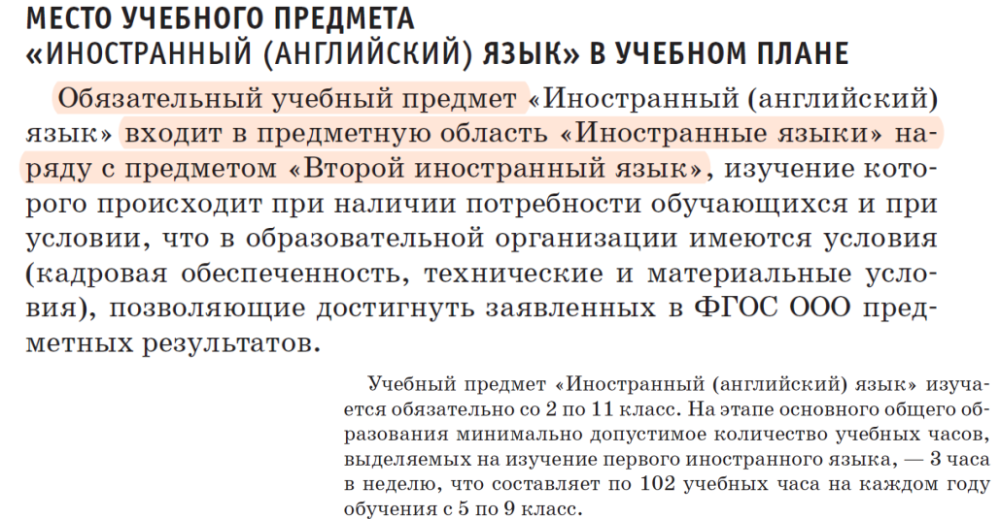 МЕСТО УЧЕБНОГО ПРЕДМЕТА
«ИНОСТРАННЫЙ (АНГЛИЙСКИЙ) ЯЗЫК» В УЧЕБНОМ ПЛАНЕ
Обязательный учебный предмет «Иностранный (английский)
язык» входит в предметную область «Иностранные языки» на-
ряду с предметом «Второй иностранный язык», изучение кото-
рого происходит при наличии потребности обучающихся и при
условии, что в образовательной организации имеются условия
(кадровая обеспеченность, технические и материальные усло-
вия), позволяющие достигнуть заявленных в ФГОС ООО пред-
метных результатов.
Учебный предмет «Иностранный (английский) язык» изуча-
ется обязательно со 2 по 11 класс. На этапе основного общего об-
разования минимально допустимое количество учебных часов,
выделяемых на изучение первого иностранного языка, — 3 часа
в неделю, что составляет по 102 учебных часа на каждом году
обучения с 5 по 9 класс.